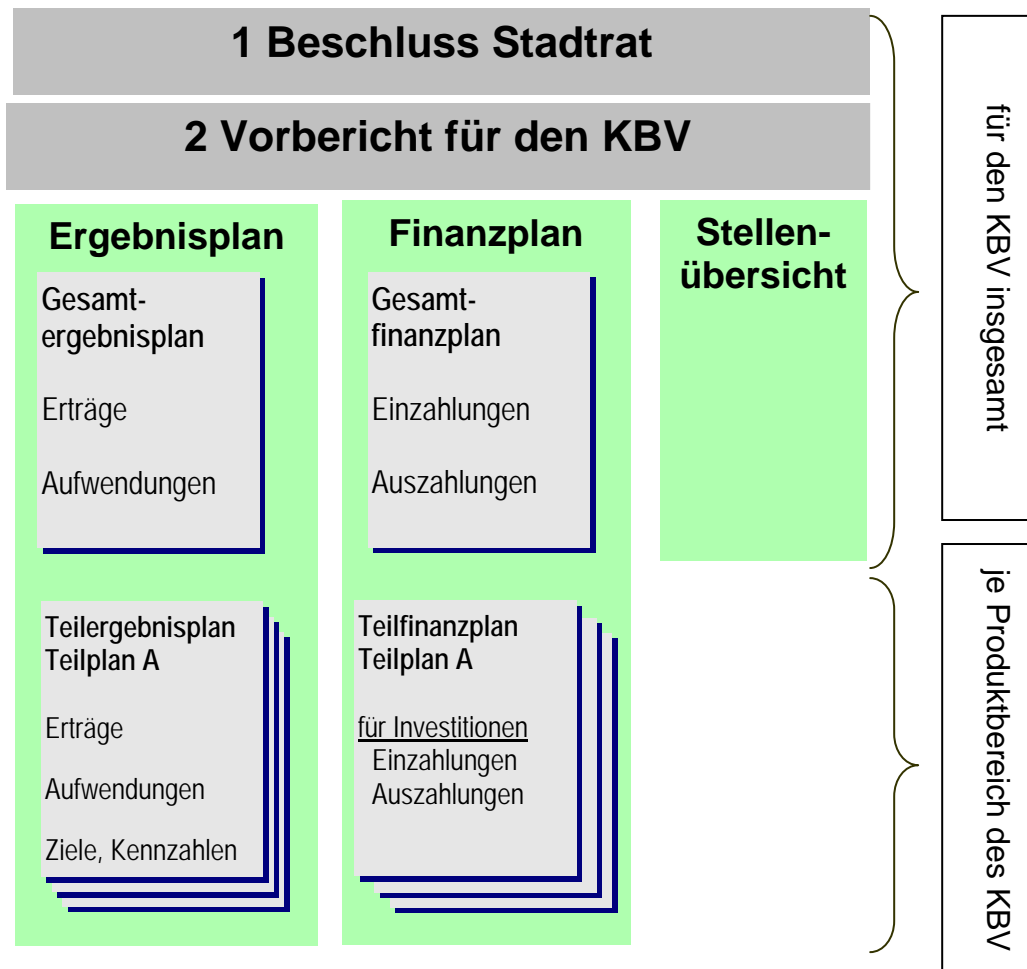 1 Beschluss Stadtrat
2 Vorbericht für den KBV
Ergebnisplan
Gesamt-
ergebnisplan
Erträge
Aufwendungen
Teilergebnisplan
Teilplan A
Erträge
Aufwendungen
Ziele, Kennzahlen
Finanzplan
Gesamt-
finanzplan
Einzahlungen
Auszahlungen
Teilfinanzplan
Teilplan A
für Investitionen
Einzahlungen
Auszahlungen
Stellen-
übersicht
für den KBV insgesamt
je Produktbereich des KBV